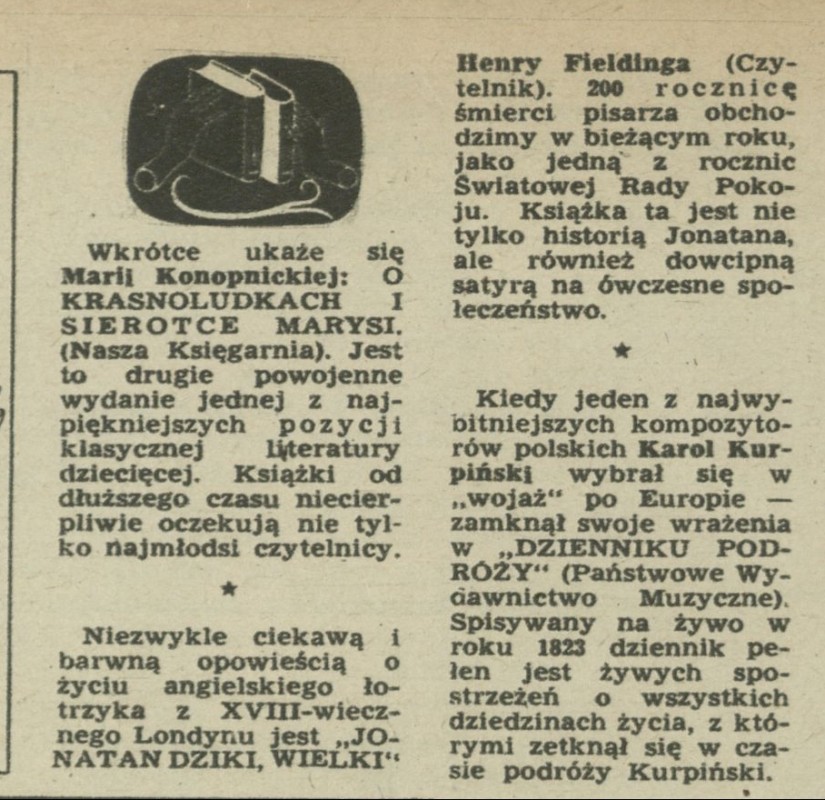 Wkrótce ukaże się
Marii Konopnickiej: O
KRASNOLUDKACH I
SIEROTCE MARYSI.
(Nasza Księgarnia). Jest
to drugie powojenne
wydanie jednej z naj-
piękniejszych pozycji
klasycznej literatury
dziecięcej. Książki od
dłuższego czasu niecier-
pliwie oczekują nie tyl-
ko najmłodsi czytelnicy.
★
Niezwykle ciekawą i
barwną opowieścią o
życiu angielskiego ło-
trzyka z XVIII-wiecz-
nego Londynu jest „JO-
NATAN DZIKI, WIELKI“
Henry Fieldinga (Czy-
telnik). 200 rocznicę
śmierci pisarza obcho-
dzimy w bieżącym roku,
jako jedną z rocznic
Światowej Rady Poko-
ju. Książka ta jest nie
tylko historią Jonatana,
ale również dowcipną
satyrą na ówczesne spo-
łeczeństwo.
★
Kiedy jeden z najwy-
bitniejszych kompozyto-
rów polskich Karol Kur-
piński wybrał się w
„wojaż“ po Europie —
zamknął swoje wrażenia
w „DZIENNIKU POD-
RÓŻY“ (Państwowe Wy-
dawnictwo Muzyczne).
Spisywany na żywo w
roku 1823 dziennik pe-
łen jest żywych spo-
strzeżeń o wszystkich
dziedzinach życia, z któ-
rymi zetknął się w cza-
sie podróży Kurpiński.